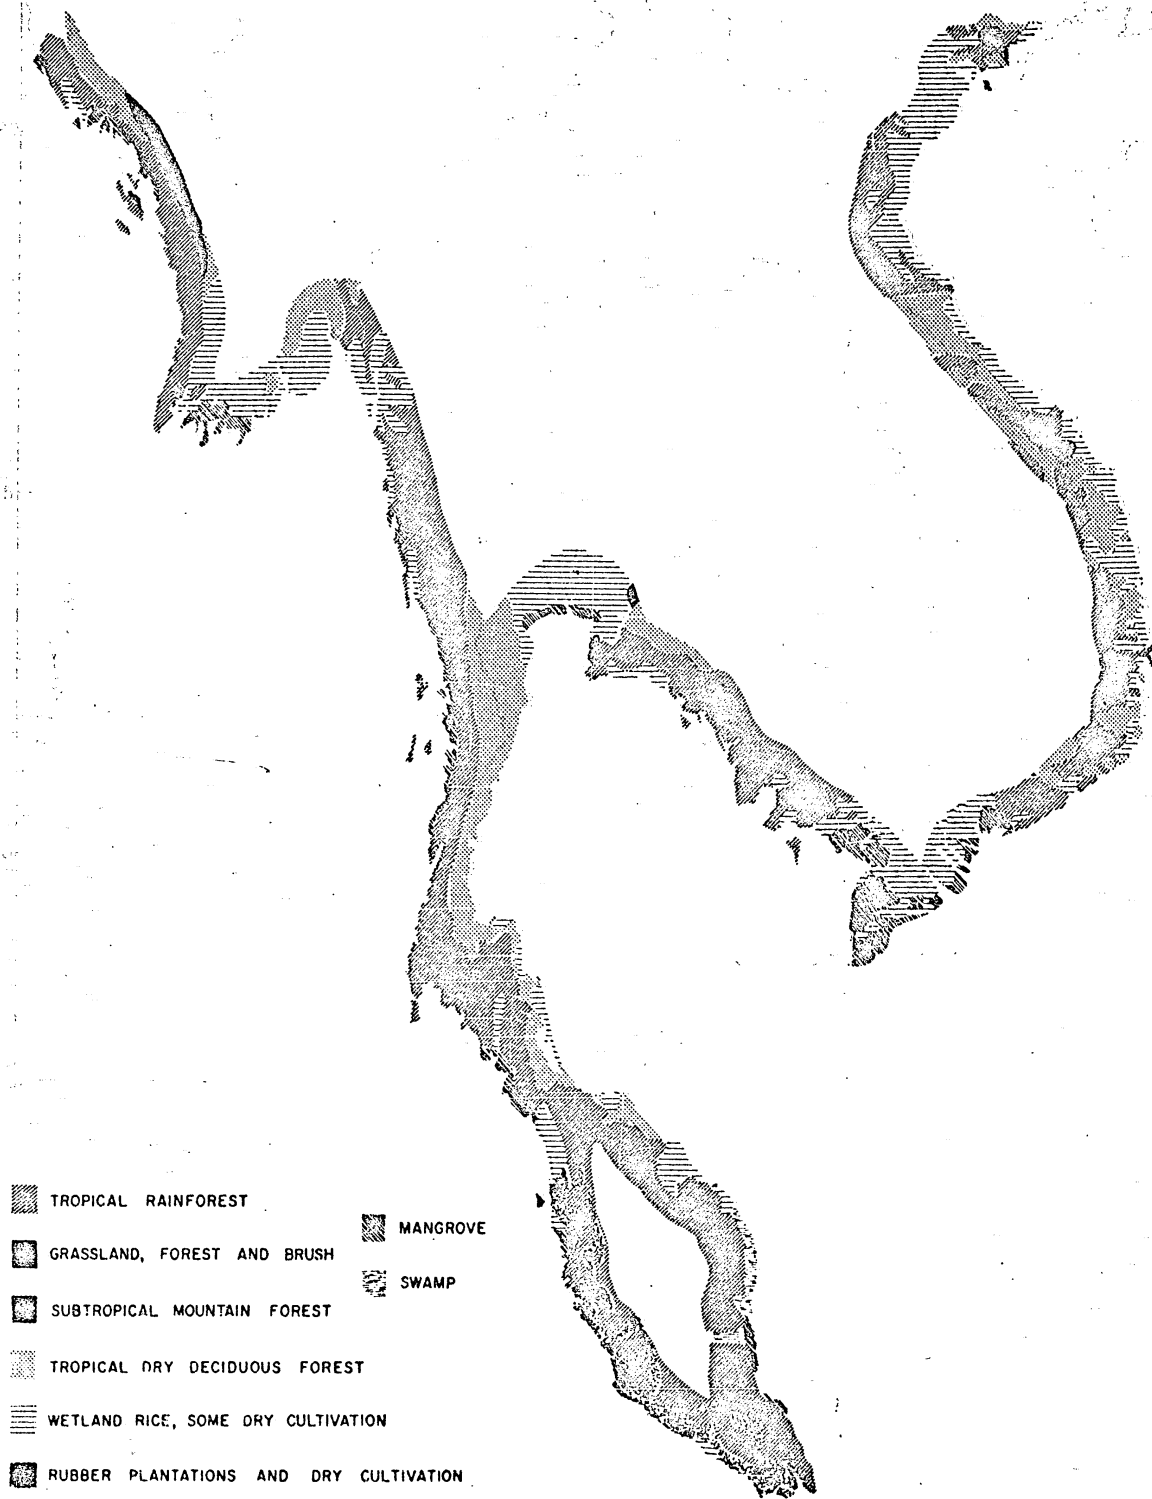 TROPICAL RAINFOREST
GRASSLAND, FOREST AND BRUSH
SUBTROPICAL MOUNTAIN FOREST
TROPICAL DRY DECIDUOUS FOREST
WETLAND RICE, SOME DRY CULTIVATION
RUBBER PLANTATIONS AND DRY CULTIVATION
MANGROVE
SWAMP